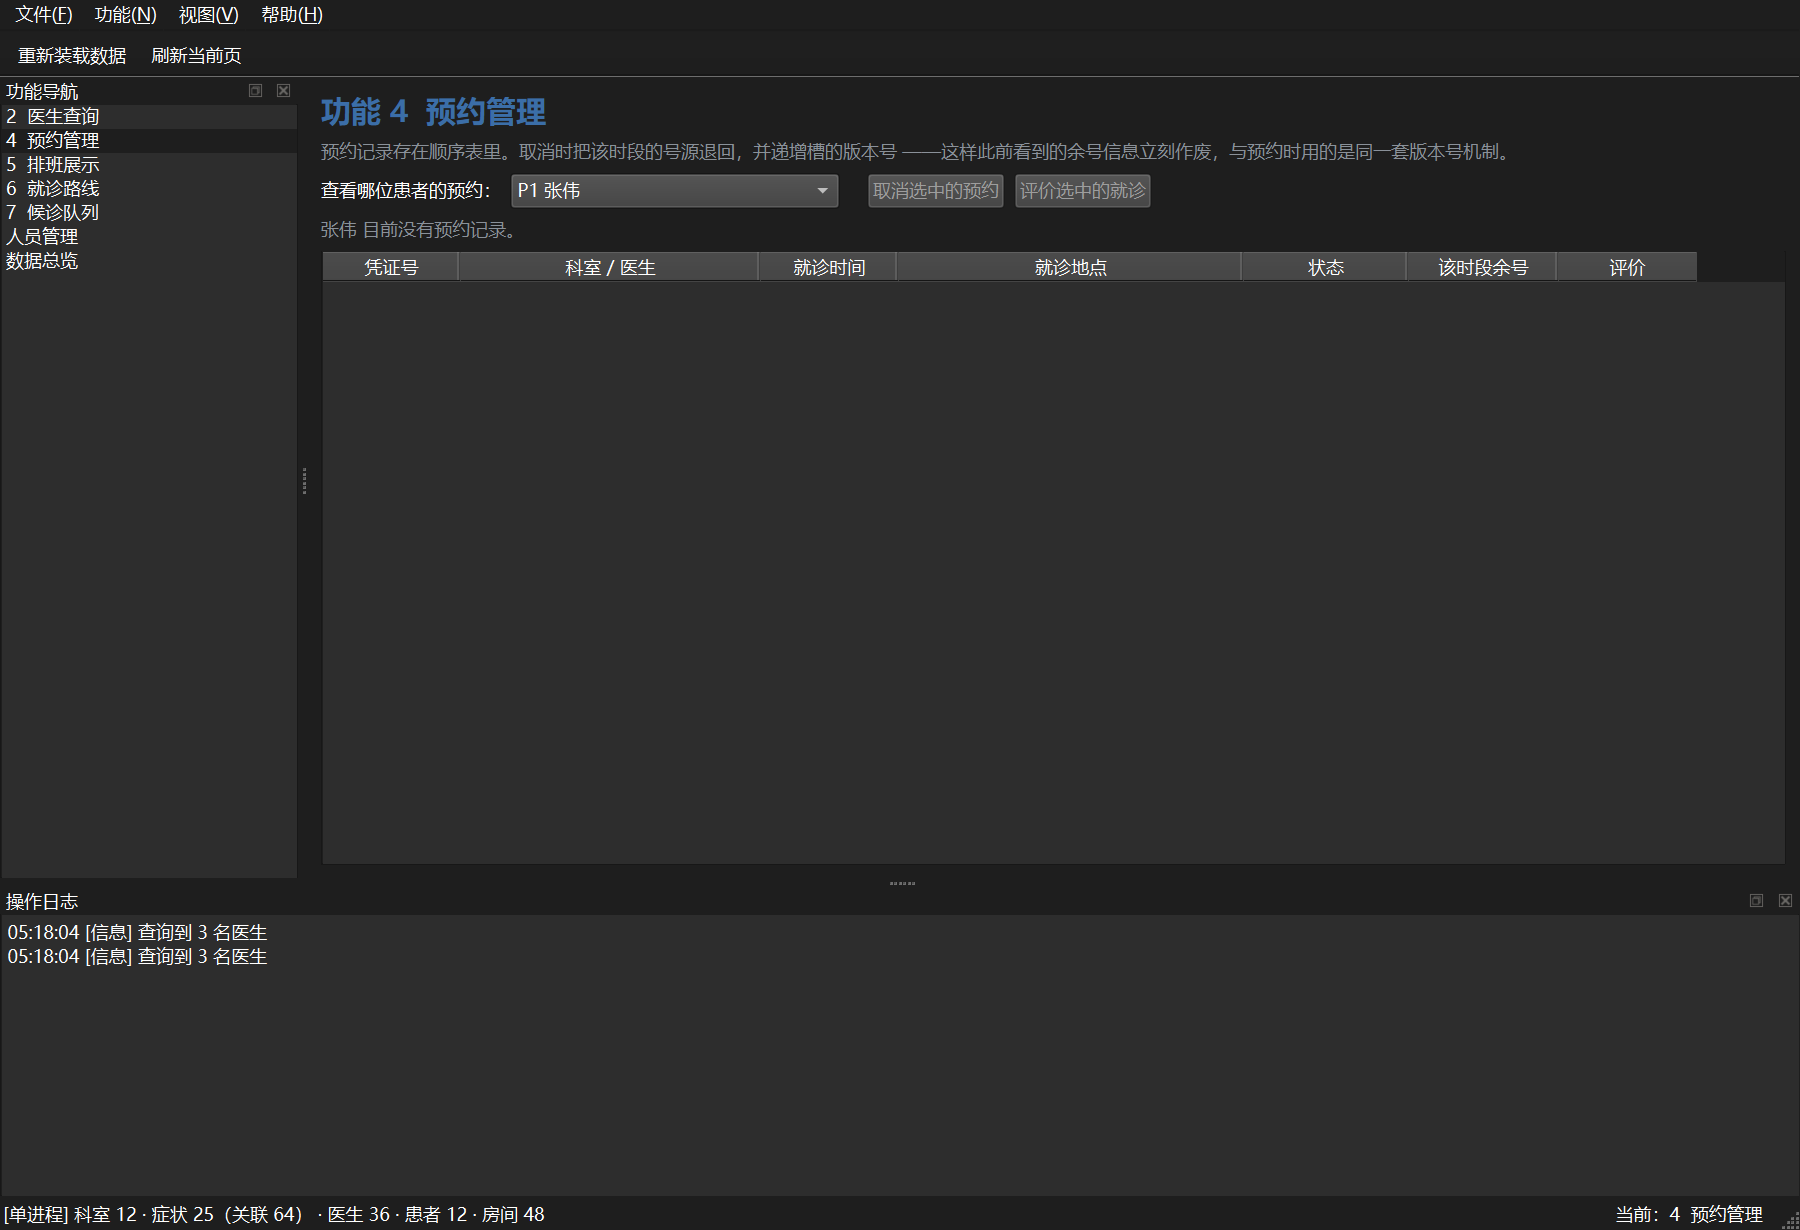 文件(F) 功能(N) 视图(V) 帮助(H)
重新装载数据 刷新当前页
功能导航
2 医生查询
4 预约管理
5 排班展示
6 就诊路线
7 候诊队列
人员管理
数据总览
功能 4 预约管理
预约记录存在顺序表里。取消时把该时段的号源退回，并递增槽的版本号 ——这样此前看到的余号信息立刻作废，与预约时用的是同一套版本号机制。
查看哪位患者的预约： P1 张伟 取消选中的预约 评价选中的就诊
张伟 目前没有预约记录。
凭证号 科室 / 医生 就诊时间 就诊地点 状态 该时段余号 评价
操作日志
05:18:04 [信息] 查询到 3 名医生
05:18:04 [信息] 查询到 3 名医生
[单进程] 科室 12 · 症状 25（关联 64） · 医生 36 · 患者 12 · 房间 48 当前：4 预约管理